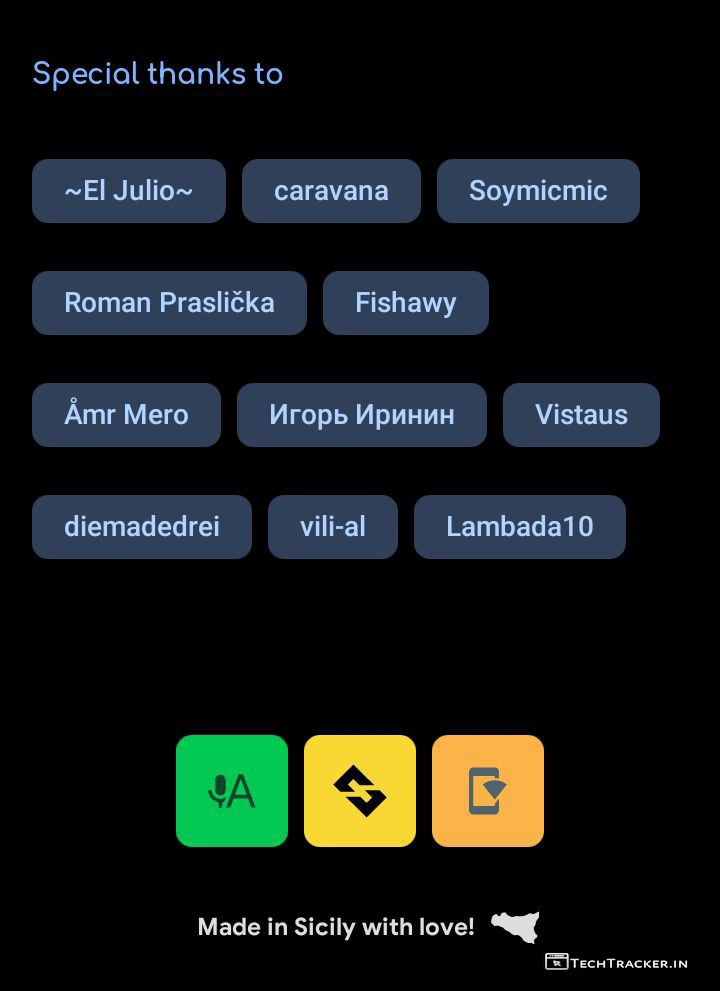 Special thanks to
~El Julio~ caravana Soymicmic
Roman Praslička Fishawy
Åmr Mero Игорь Иринин Vistaus
diemadedrei vili-al Lambada10
A
Made in Sicily with love!
TECHTRACKER.IN